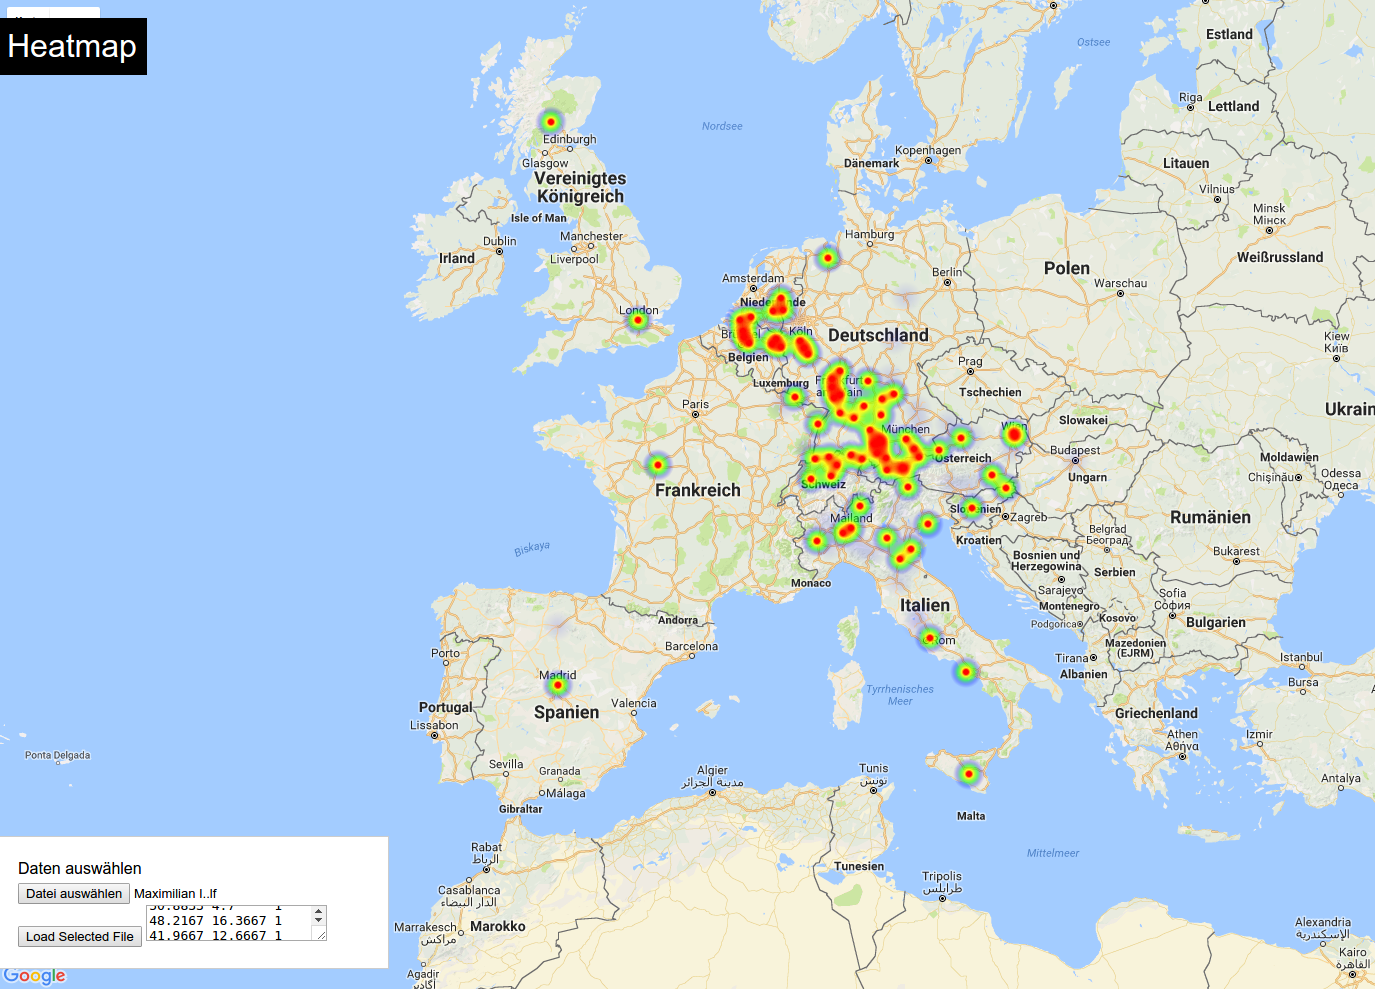 Heatmap
Ostsee
Estland
Riga
Lettland
Nordsee
Edinburgh
Glasgow
Kopenhagen
Dänemark
Litauen
Vereinigtes
Königreich
Vilnius
Isle of Man
Minsk
Мінск
Manchester
Dublin
Hamburg
Irland
Liverpool
Weißrussland
Polen
Amsterdam
Berlin
Warschau
London
Köln
Deutschland
Kiew
Київ
Belgien
Prag
Luxemburg
Tschechien
Paris
Ukrain
Slowakei
München
Wien
Budapest
Österreich
Moldawien
Ungarn
Chișinău
Odessa
Одеса
Schweiz
Frankreich
Slowenien
Zagreb
Rumänien
Mailand
Belgrad
Београд
Kroatien
Biskaya
Bukarest
Bosnien und
Herzegowina
Serbien
Monaco
Sarajevo
Sofia
София
Italien
Montenegro
Andorra
Kosovo
Podgorica
Bulgarien
Rom
Barcelona
Porto
Mazedonien
(EJRM)
Tirana
Istanbul
Albanien
Madrid
Bursa
Tyrrhenisches
Meer
Valencia
Portugal
Spanien
Griechenland
Lissabon
Athen
Αθήνα
Izmir
Ponta Delgada
Sevilla
Granada
Algier
مدينة الجزائر
Tunis
تونس
Antalya
Málaga
Gibraltar
Malta
Rabat
الرباط
Mittelmeer
Tunesien
Daten auswählen
Datei auswählen Maximilian I..lf
48.2167 16.3667 1
Load Selected File
41.9667 12.6667 1
Casablanca
الدار البيضاء
Tripolis
طرابلس
Marrakesch
مراكش
Marokko
Alexandria
الإسكندرية
Kairo
القاهرة
Google
Agadir
أكادير